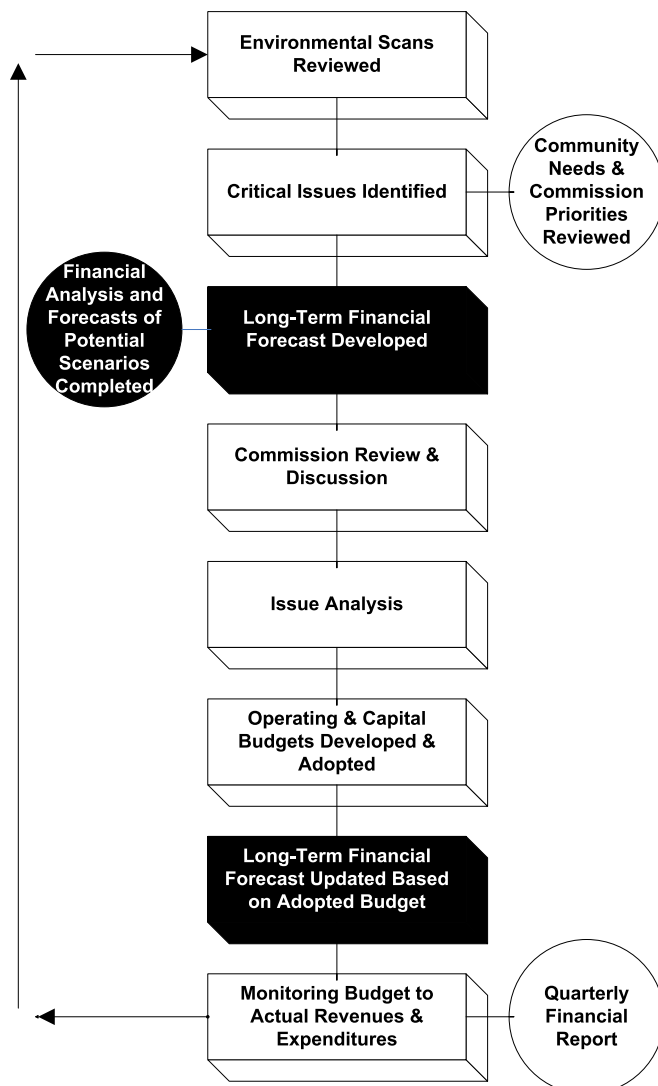 Environmental Scans
Reviewed
Critical Issues Identified
Community
Needs &
Commission
Priorities
Reviewed
Financial
Analysis and
Forecasts of
Potential
Scenarios
Completed
Long-Term Financial
Forecast Developed
Commission Review &
Discussion
Issue Analysis
Operating & Capital
Budgets Developed &
Adopted
Long-Term Financial
Forecast Updated Based
on Adopted Budget
Monitoring Budget to
Actual Revenues &
Expenditures
Quarterly
Financial
Report